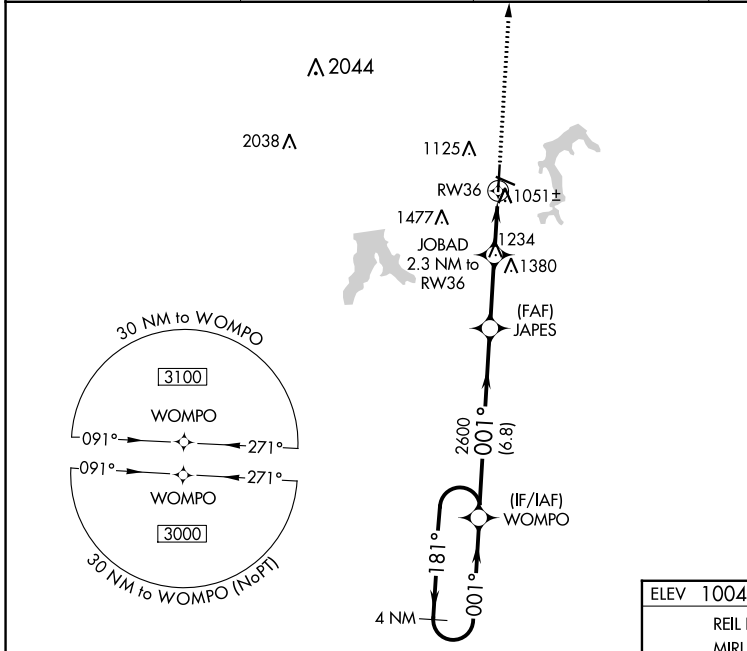 2044
2038
1125
RW36
1051±
1477
JOBAD
2.3 NM to
RW36
1234
1380
(FAF)
JAPES
30 NM to WOMPO
3100
WOMPO
091°
271°
091°
271°
WOMPO
3000
30 NM to WOMPO (NoPT)
2600
001°
(6.8)
(IF/IAF)
WOMPO
181°
001°
4 NM
ELEV 1004
REIL
MIRL